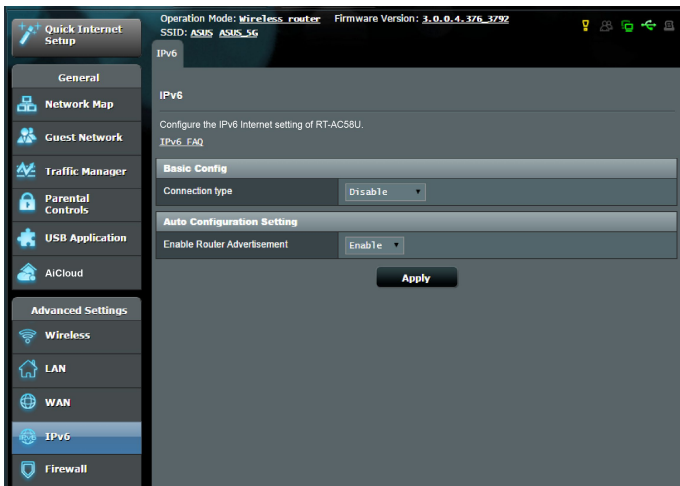 Quick Internet
Setup
Operation Mode: Wireless router Firmware Version: 3.0.0.4.376_3792
SSID: ASUS ASUS_5G
IPv6
General
Network Map
Guest Network
Traffic Manager
Parental
Controls
USB Application
AiCloud
Advanced Settings
Wireless
LAN
WAN
IPv6
Firewall
IPv6
Configure the IPv6 Internet setting of RT-AC58U.
IPv6 FAQ
Basic Config
Connection type Disable
Auto Configuration Setting
Enable Router Advertisement Enable
Apply